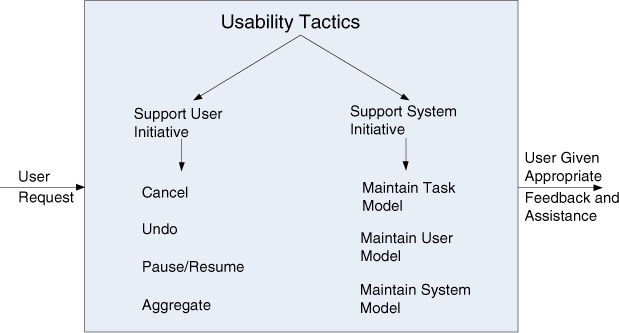 Usability Tactics
Support User
Initiative
Support System
Initiative
User
Request
Cancel
Undo
Pause/Resume
Aggregate
Maintain Task
Model
Maintain User
Model
Maintain System
Model
User Given
Appropriate
Feedback and
Assistance